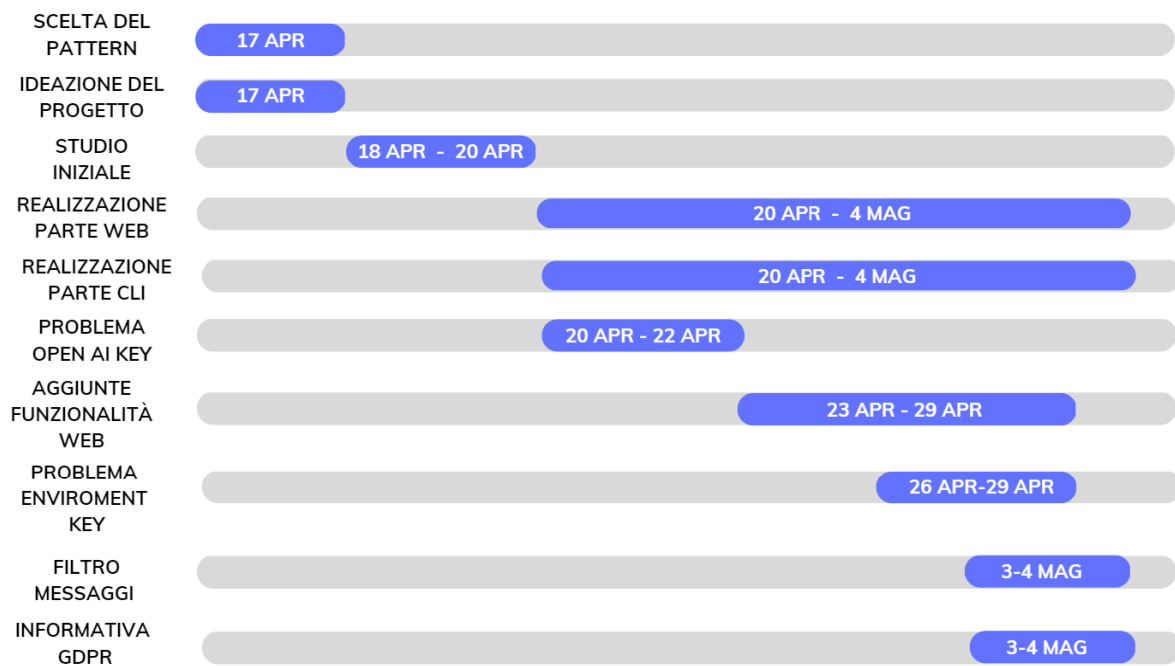 SCELTA DEL
PATTERN
17 APR
IDEAZIONE DEL
PROGETTO
17 APR
STUDIO
INIZIALE
18 APR - 20 APR
REALIZZAZIONE
PARTE WEB
20 APR - 4 MAG
REALIZZAZIONE
PARTE CLI
20 APR - 4 MAG
PROBLEMA
OPEN AI KEY
20 APR - 22 APR
AGGIUNTE
FUNZIONALITÀ
WEB
23 APR - 29 APR
PROBLEMA
ENVIROMENT
KEY
26 APR-29 APR
FILTRO
MESSAGGI
3-4 MAG
INFORMATIVA
GDPR
3-4 MAG